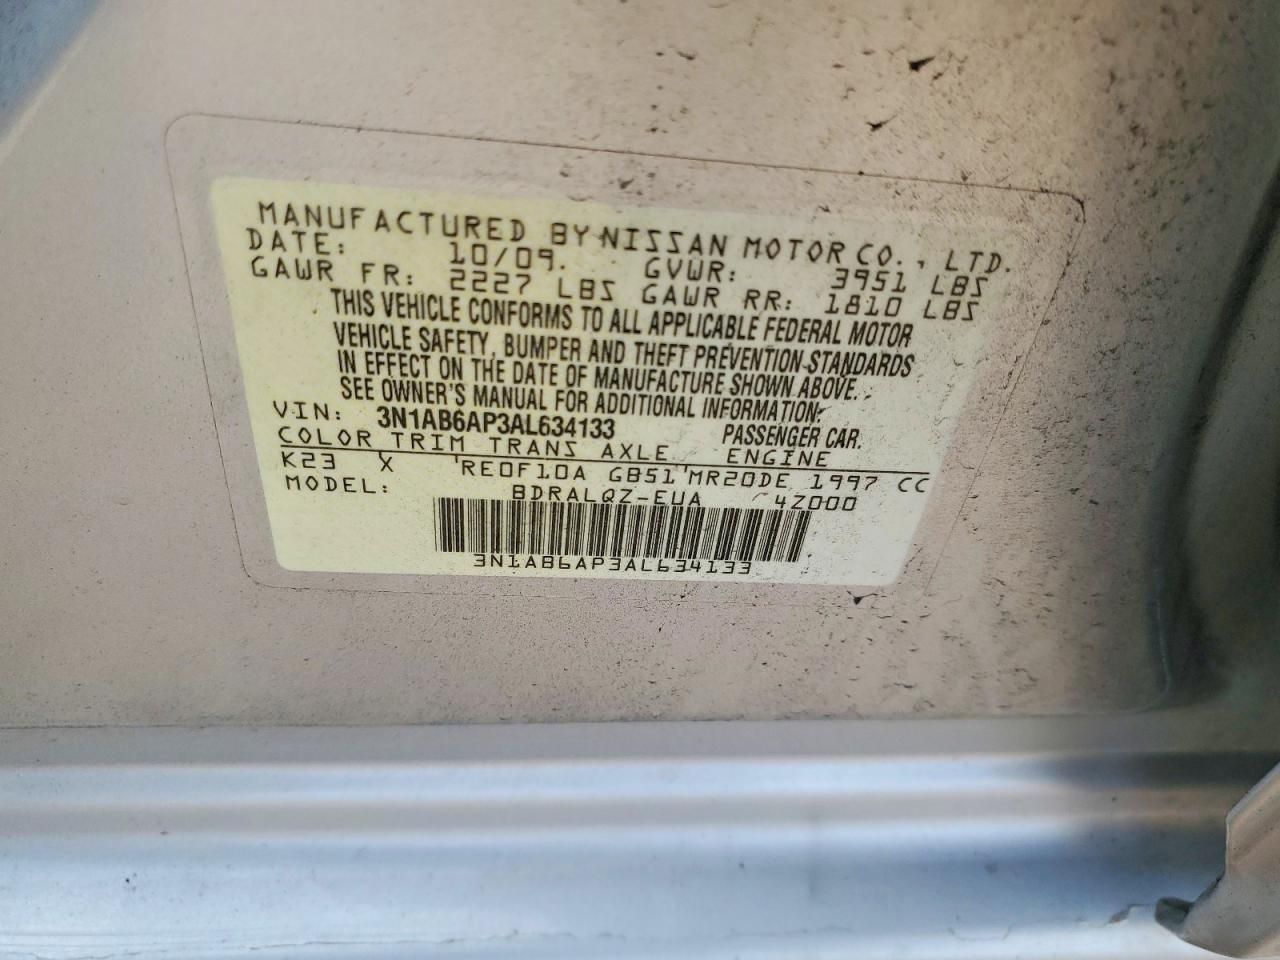 MANUFACTURED BY NISSAN MOTOR CO., LTD.
DATE: 10/09. GVWR: 3951 LBS
GAWR FR: 2227 LBS GAWR RR: 1810 LBS
THIS VEHICLE CONFORMS TO ALL APPLICABLE FEDERAL MOTOR
VEHICLE SAFETY, BUMPER AND THEFT PREVENTION STANDARDS
IN EFFECT ON THE DATE OF MANUFACTURE SHOWN ABOVE.
SEE OWNER'S MANUAL FOR ADDITIONAL INFORMATION.
VIN: 3N1AB6AP3AL634133 PASSENGER CAR.
COLOR TRIM TRANS AXLE ENGINE
K23 X RE0F10A GB51 MR20DE 1997 CC
MODEL: BDRALQZ-EUA 4Z000
3N1AB6AP3AL634133